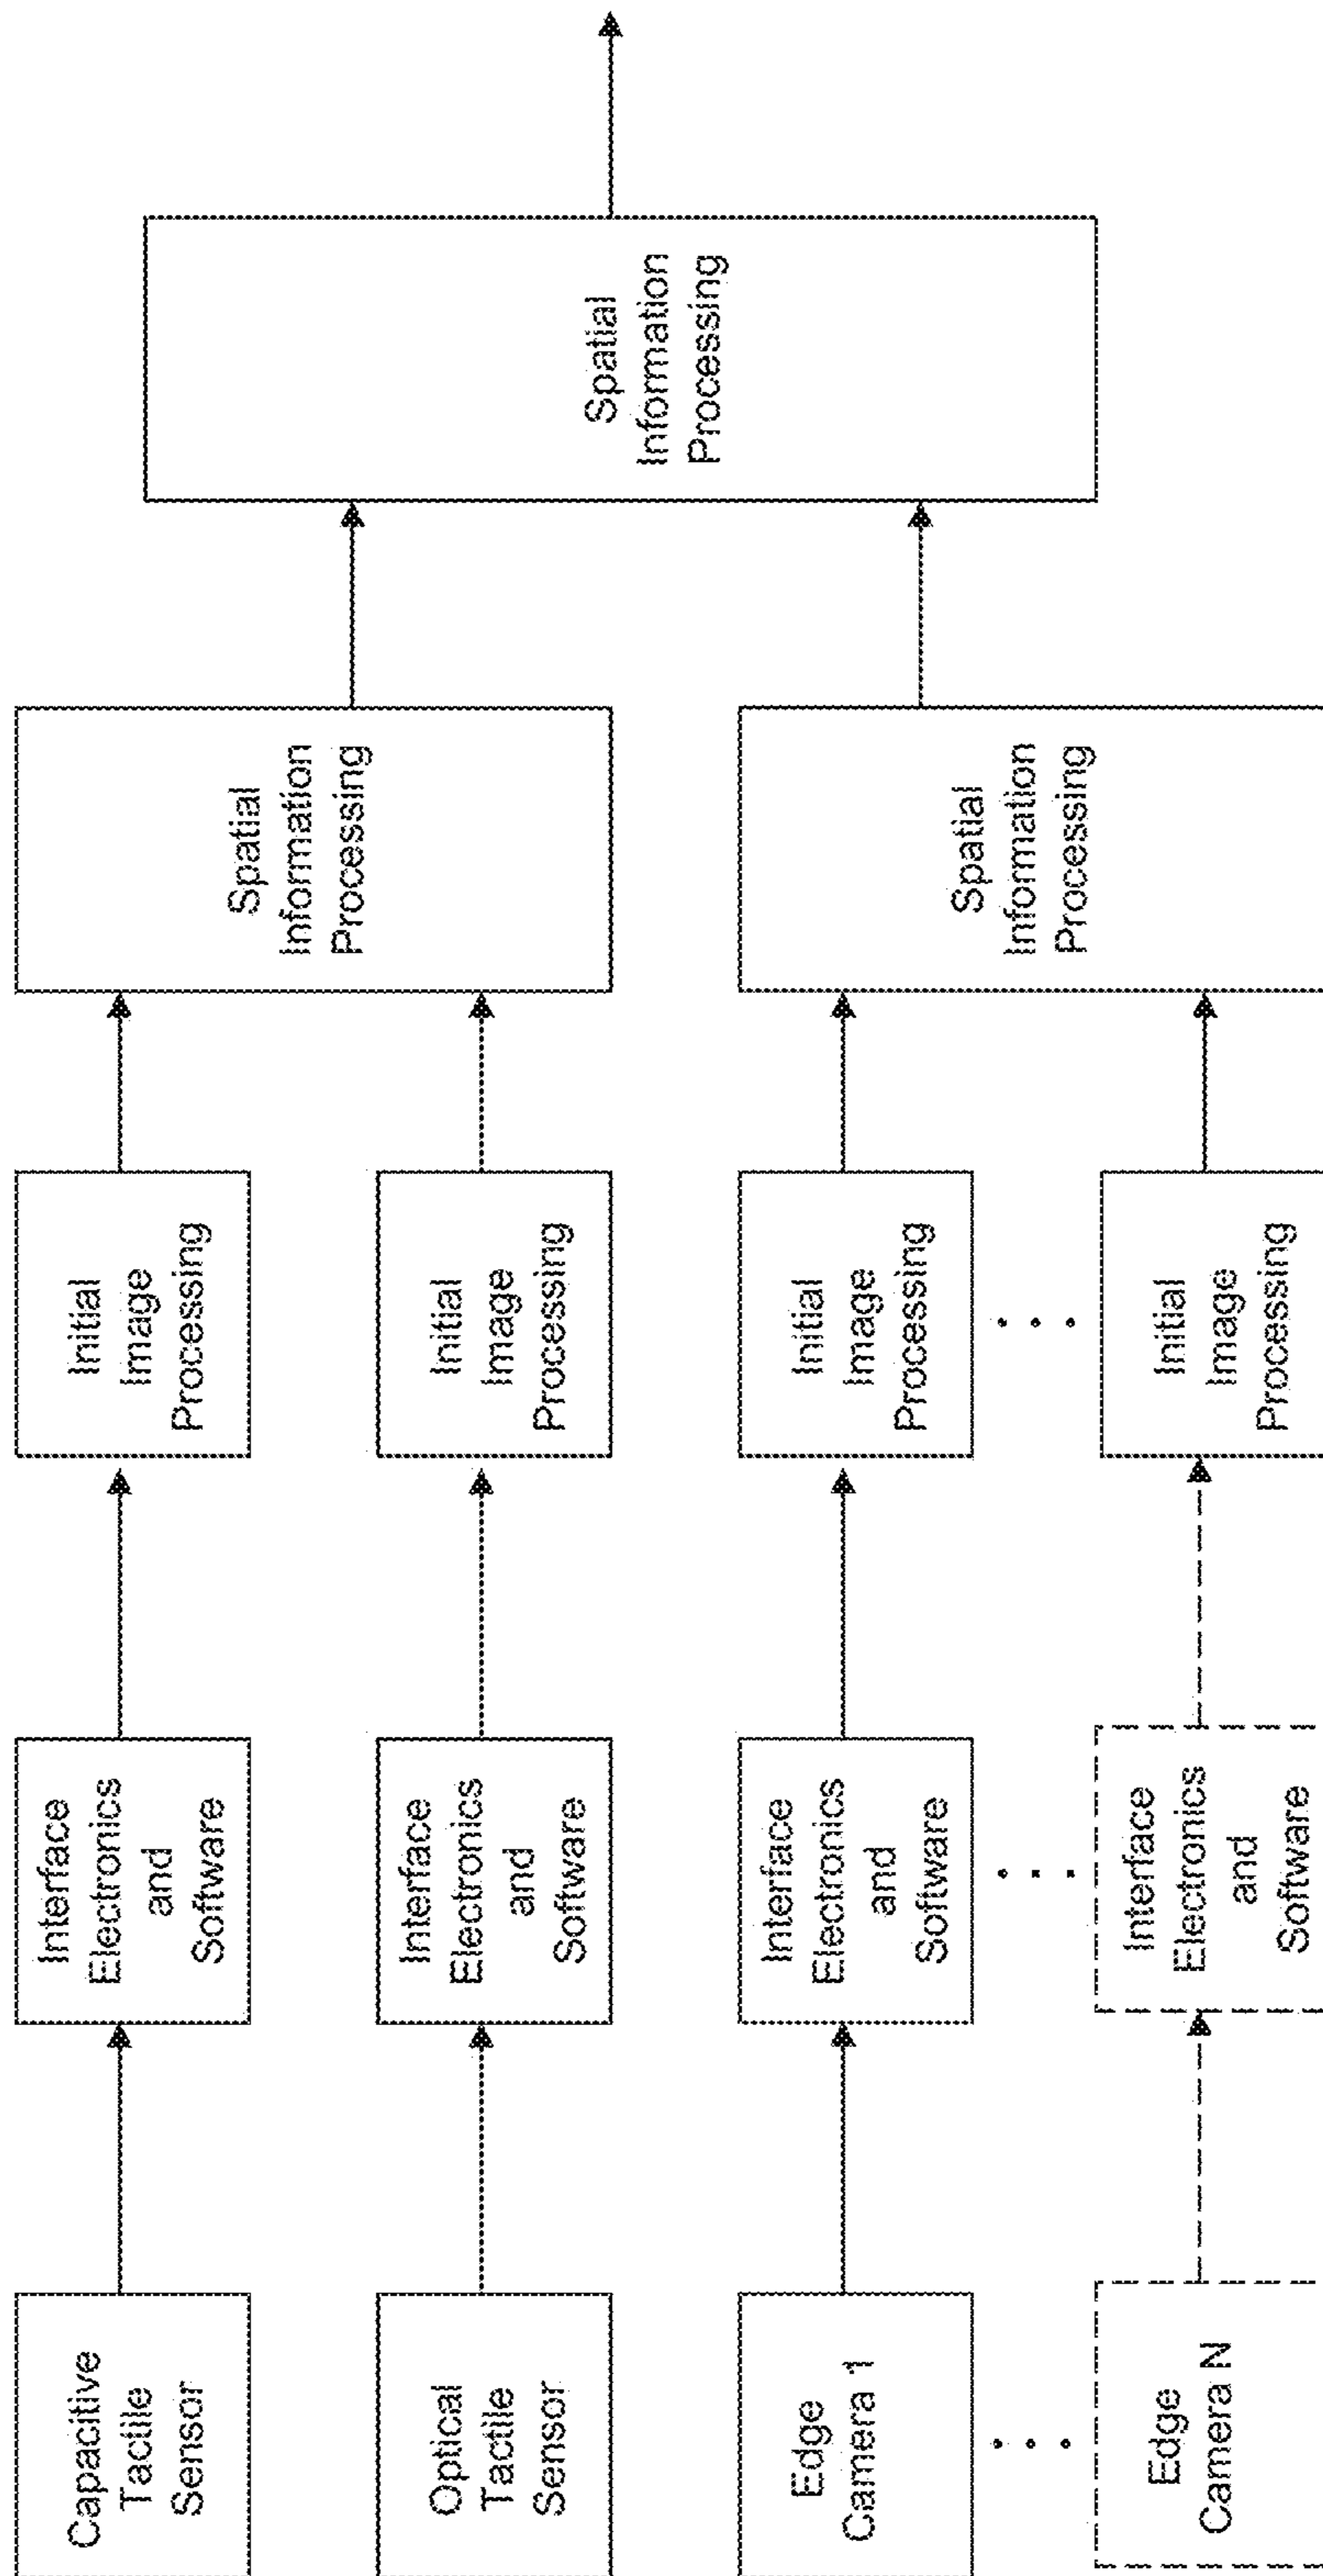 Capacitive
Tactile
Sensor
Interface
Electronics
and
Software
Initial
Image
Processing
Optical
Tactile
Sensor
Interface
Electronics
and
Software
Initial
Image
Processing
Spatial
Information
Processing
Edge
Camera 1
Interface
Electronics
and
Software
Initial
Image
Processing
Edge
Camera N
Interface
Electronics
and
Software
Initial
Image
Processing
Spatial
Information
Processing
Spatial
Information
Processing